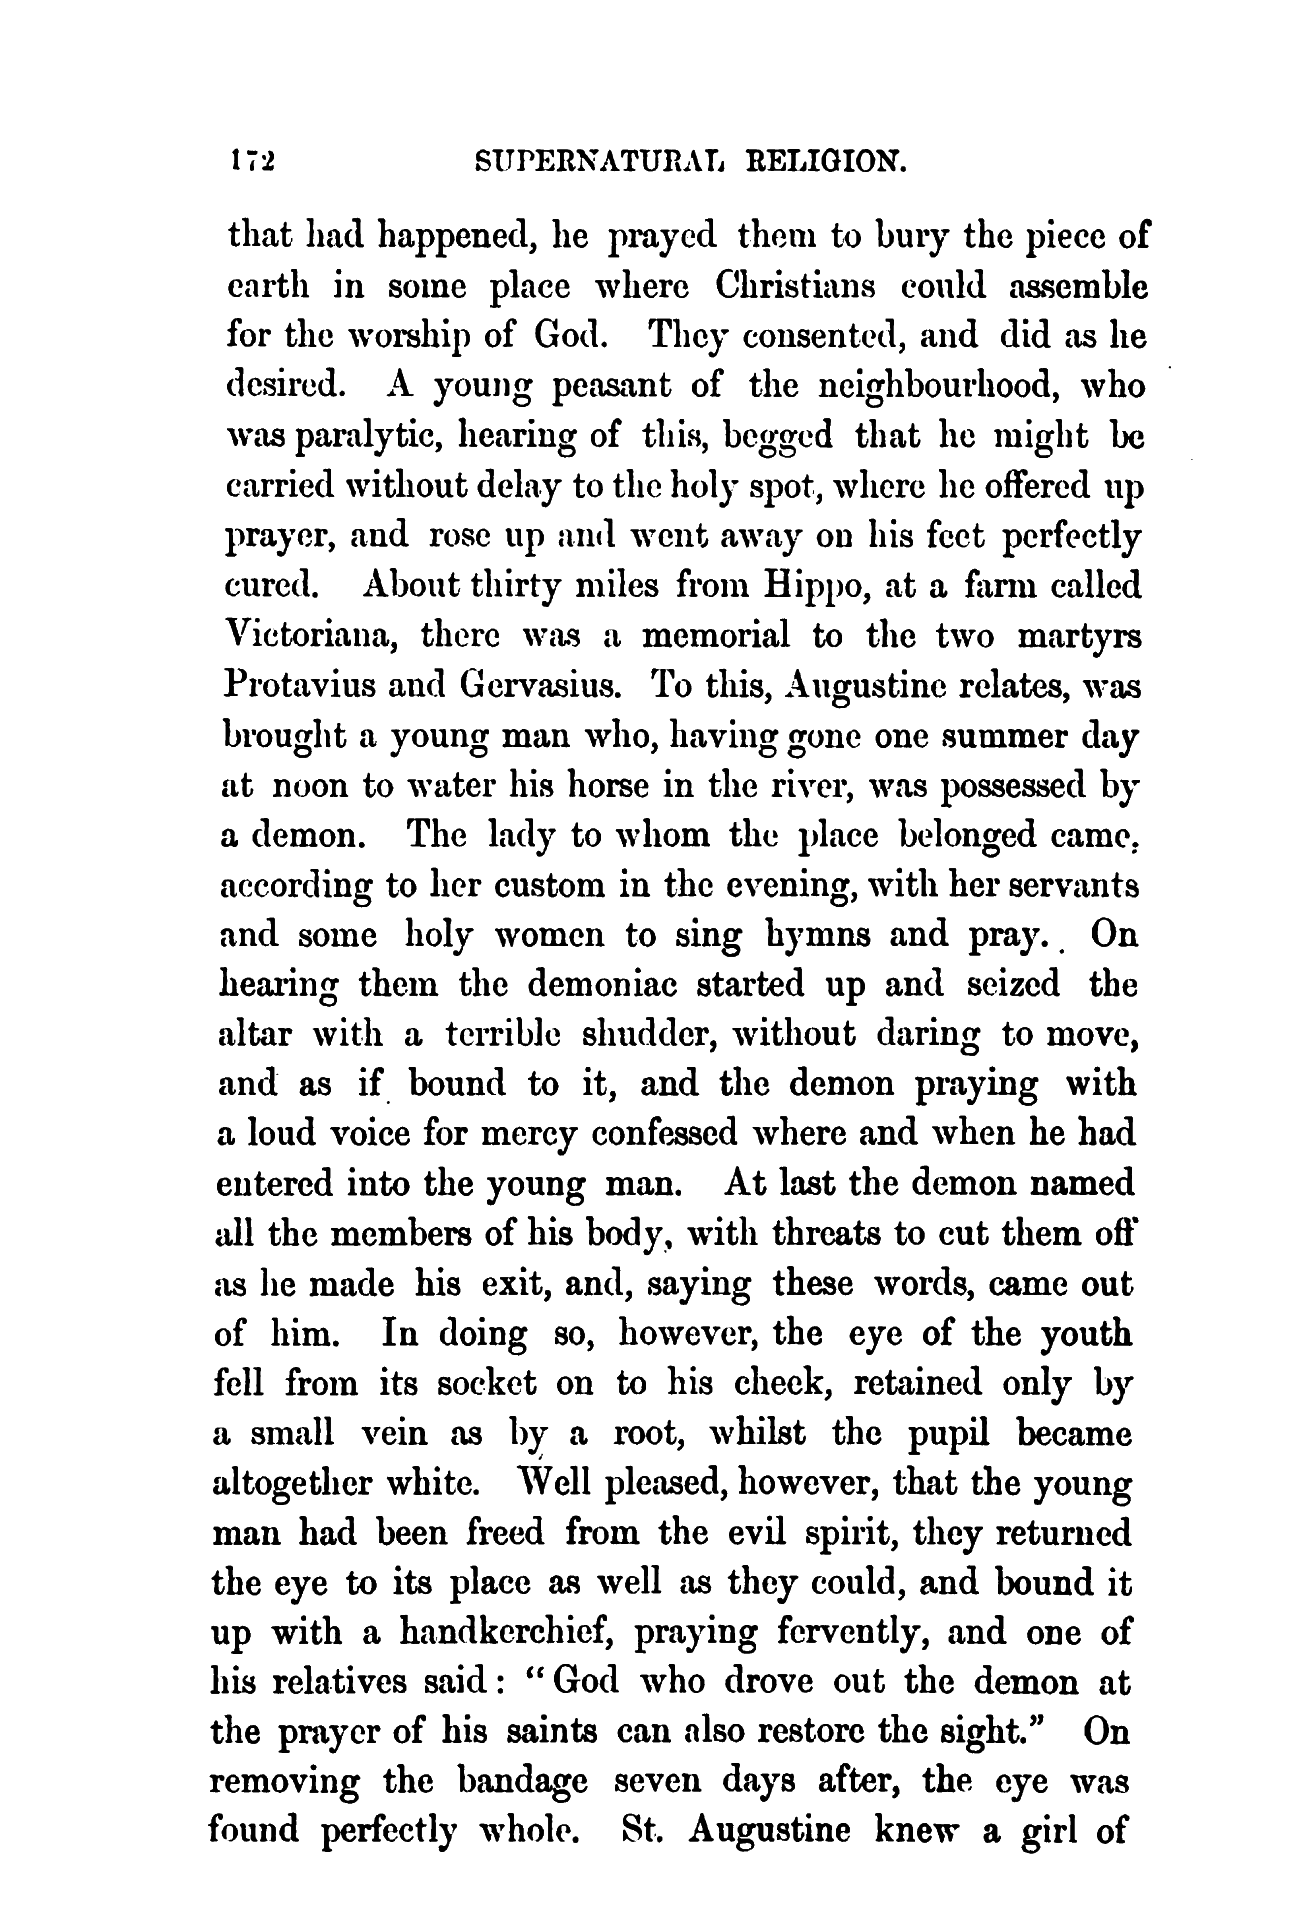 172 SUPERNATURAL RELIGION.
that had happened, he prayed them to bury the piece of
earth in some place where Christians could assemble
for the worship of God. They consented, and did as he
desired. A young peasant of the neighbourhood, who
was paralytic, hearing of this, begged that he might be
carried without delay to the holy spot, where he offered up
prayer, and rose up and went away on his feet perfectly
cured. About thirty miles from Hippo, at a farm called
Victoriana, there was a memorial to the two martyrs
Protavius and Gervasius. To this, Augustine relates, was
brought a young man who, having gone one summer day
at noon to water his horse in the river, was possessed by
a demon. The lady to whom the place belonged came,
according to her custom in the evening, with her servants
and some holy women to sing hymns and pray. On
hearing them the demoniac started up and seized the
altar with a terrible shudder, without daring to move,
and as if bound to it, and the demon praying with
a loud voice for mercy confessed where and when he had
entered into the young man. At last the demon named
all the members of his body, with threats to cut them off
as he made his exit, and, saying these words, came out
of him. In doing so, however, the eye of the youth
fell from its socket on to his cheek, retained only by
a small vein as by a root, whilst the pupil became
altogether white. Well pleased, however, that the young
man had been freed from the evil spirit, they returned
the eye to its place as well as they could, and bound it
up with a handkerchief, praying fervently, and one of
his relatives said: "God who drove out the demon at
the prayer of his saints can also restore the sight." On
removing the bandage seven days after, the eye was
found perfectly whole. St. Augustine knew a girl of